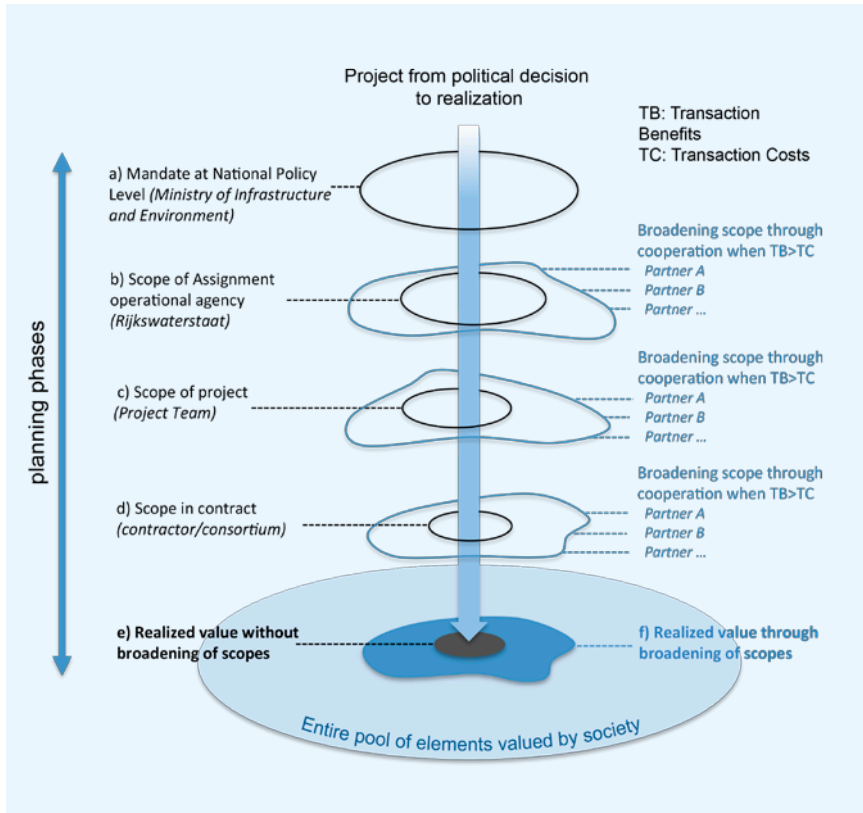 Project from political decision
to realization
TB: Transaction
Benefits
TC: Transaction Costs
planning phases
a) Mandate at National Policy
Level (Ministry of Infrastructure
and Environment)
b) Scope of Assignment
operational agency
(Rijkswaterstaat)
Broadening scope through
cooperation when TB>TC
Partner A
Partner B
Partner ...
c) Scope of project
(Project Team)
Broadening scope through
cooperation when TB>TC
Partner A
Partner B
Partner ...
d) Scope in contract
(contractor/consortium)
Broadening scope through
cooperation when TB>TC
Partner A
Partner B
Partner ...
e) Realized value without
broadening of scopes
f) Realized value through
broadening of scopes
Entire pool of elements valued by society